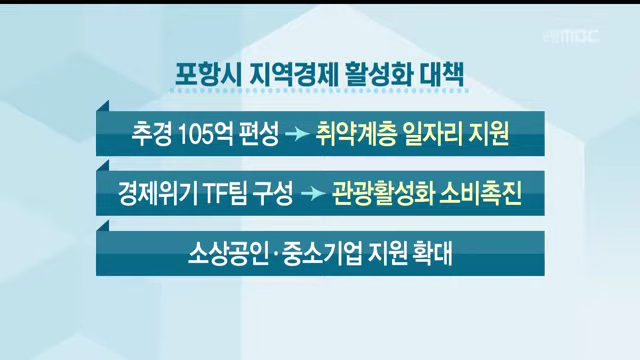 MBC
포항시 지역경제 활성화 대책
추경 105억 편성 → 취약계층 일자리 지원
경제위기 TF팀 구성 → 관광활성화 소비촉진
소상공인·중소기업 지원 확대